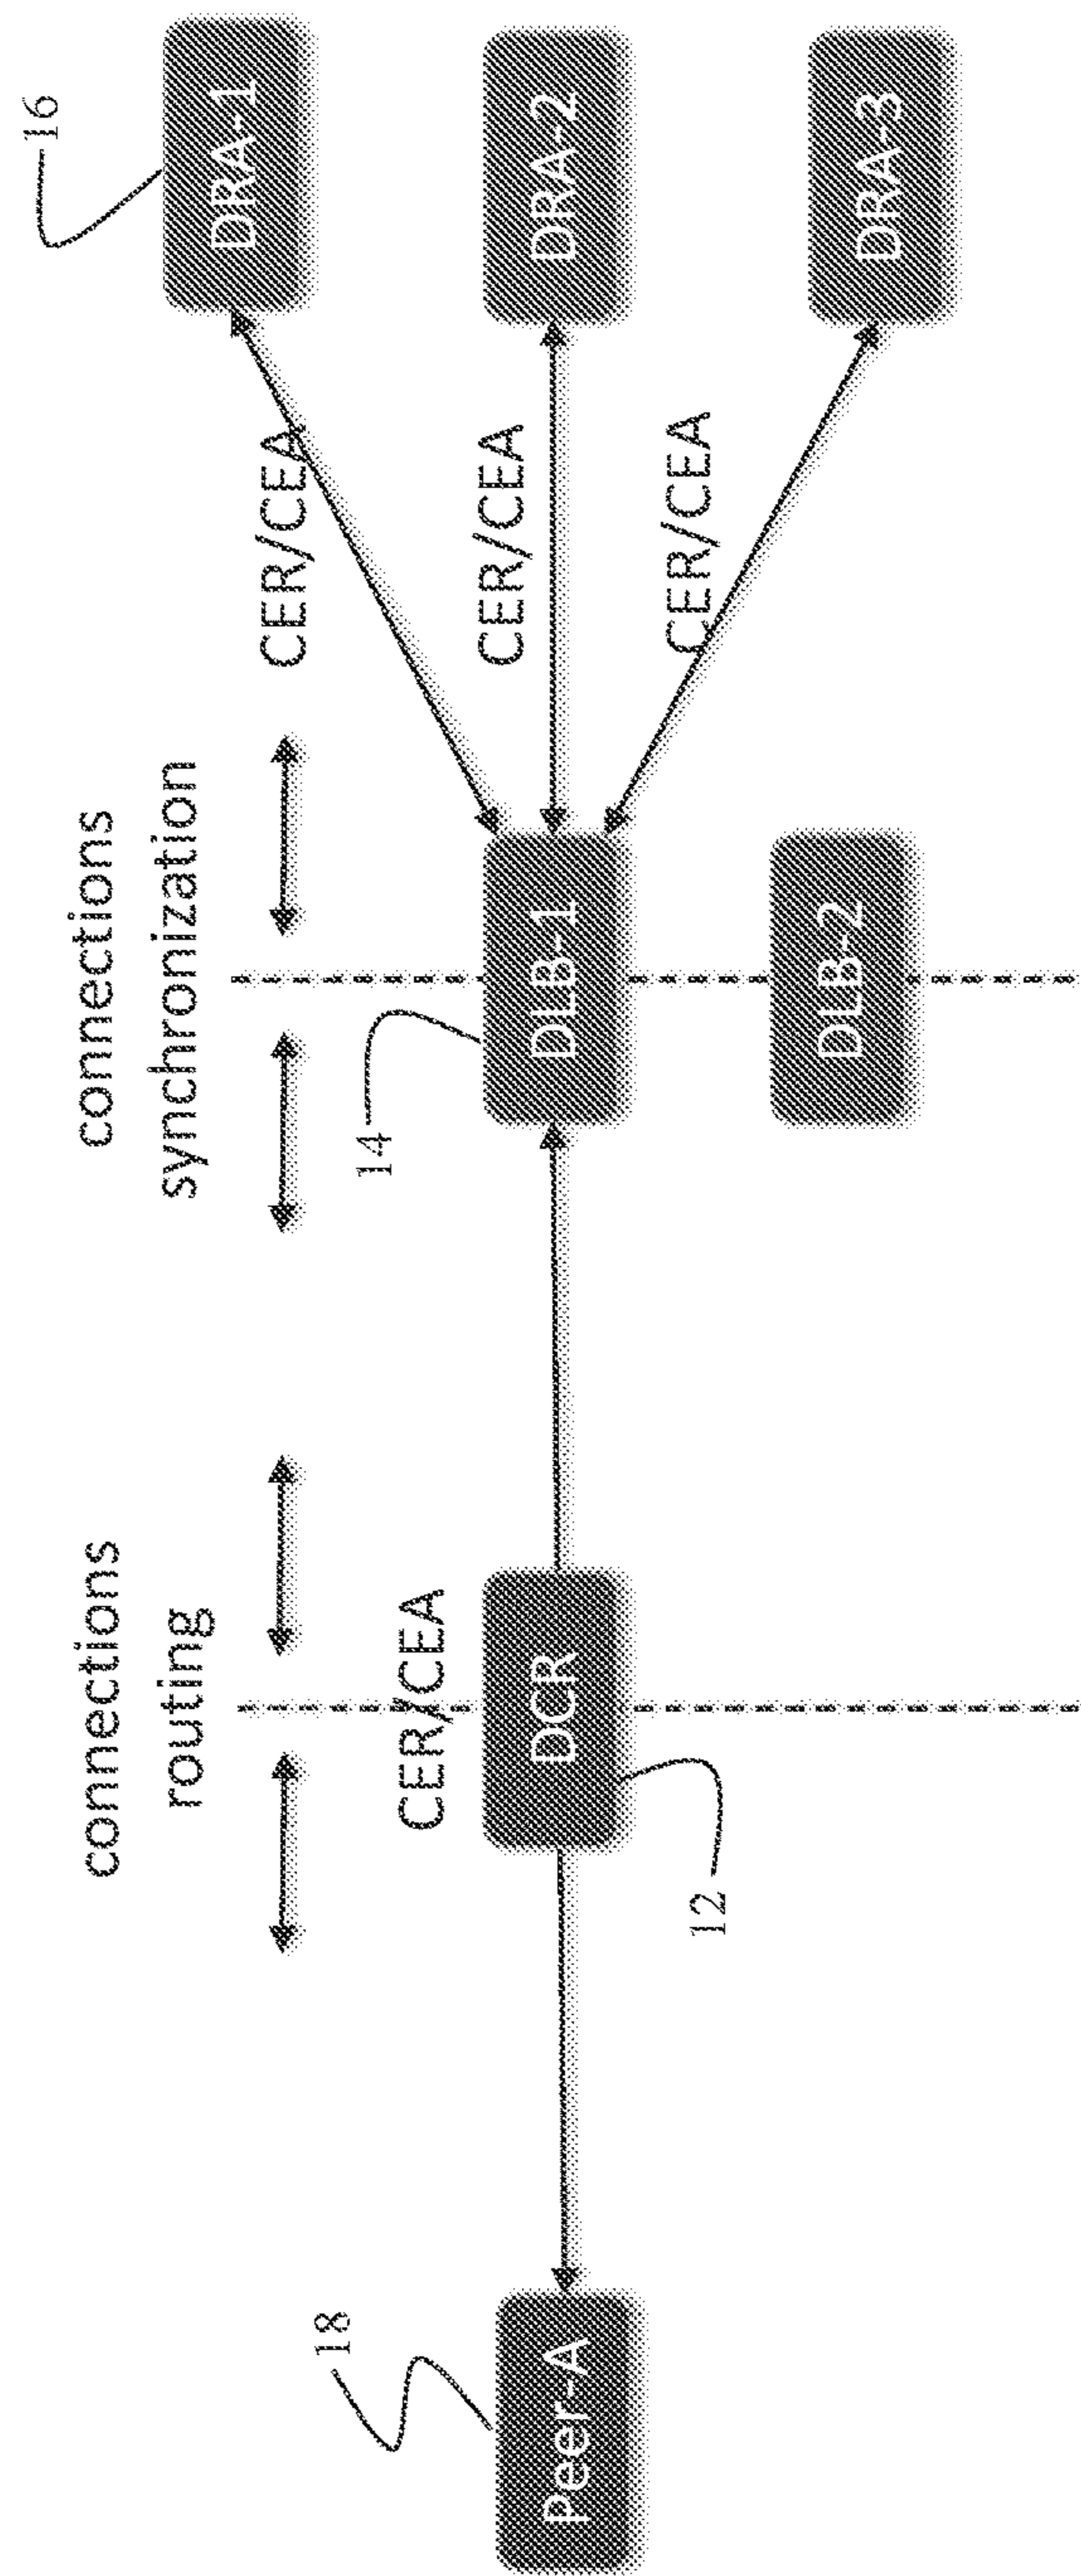 connections
routing
connections
synchronization
16
DRA-1
CER/CEA
18
Peer-A
CER/CEA
DCR
12
14
DLB-1
CER/CEA
DRA-2
CER/CEA
DLB-2
DRA-3